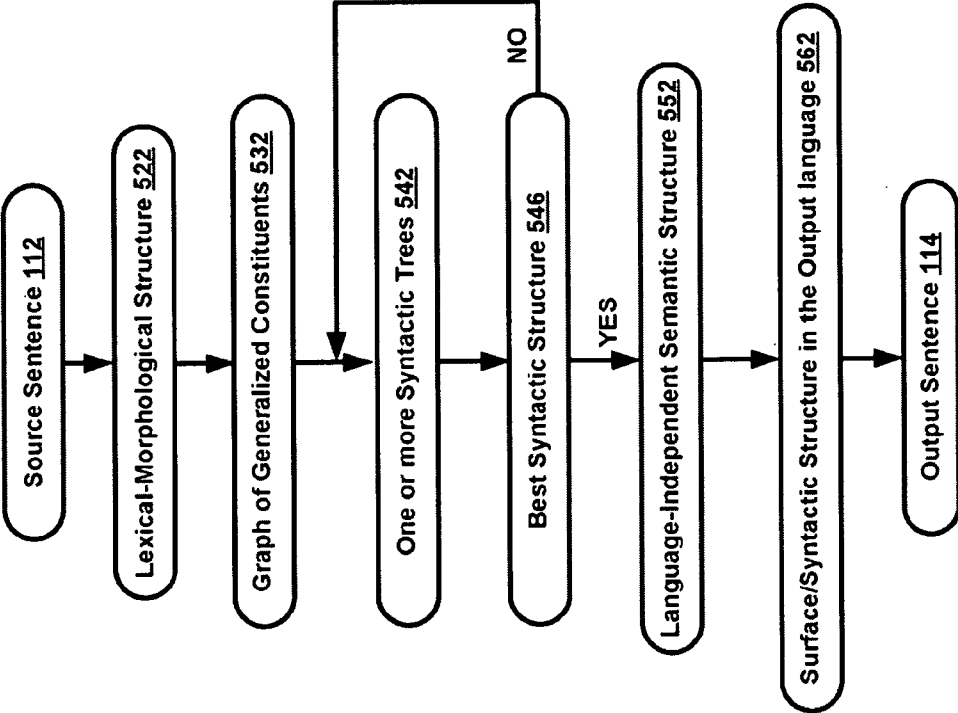 Source Sentence 112
Lexical-Morphological Structure 522
Graph of Generalized Constituents 532
One or more Syntactic Trees 542
NO
Best Syntactic Structure 546
YES
Language-Independent Semantic Structure 552
Surface/Syntactic Structure in the Output language 562
Output Sentence 114